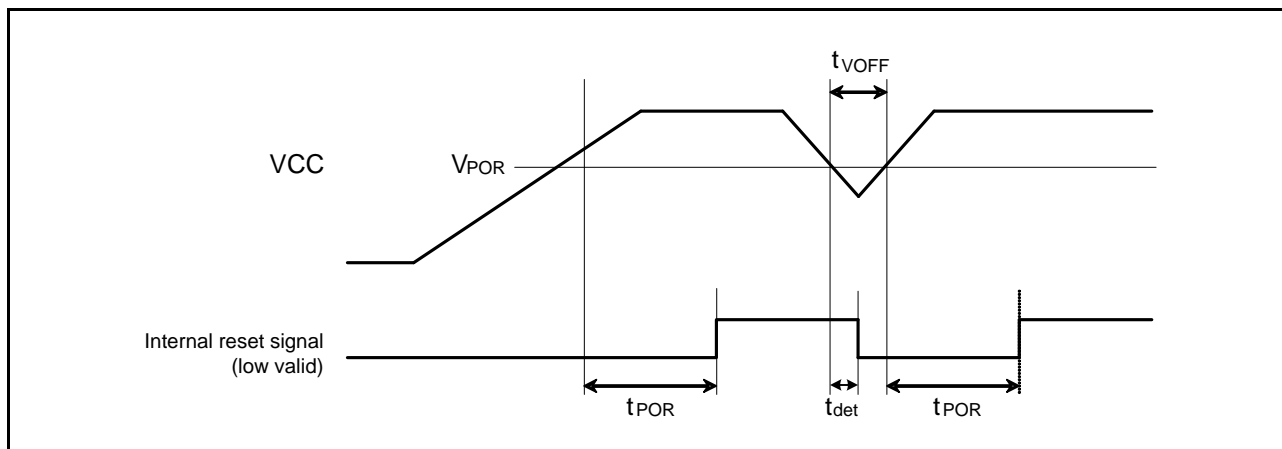 tVOFF
VCC
VPOR
Internal reset signal
(low valid)
tPOR
tdet
tPOR